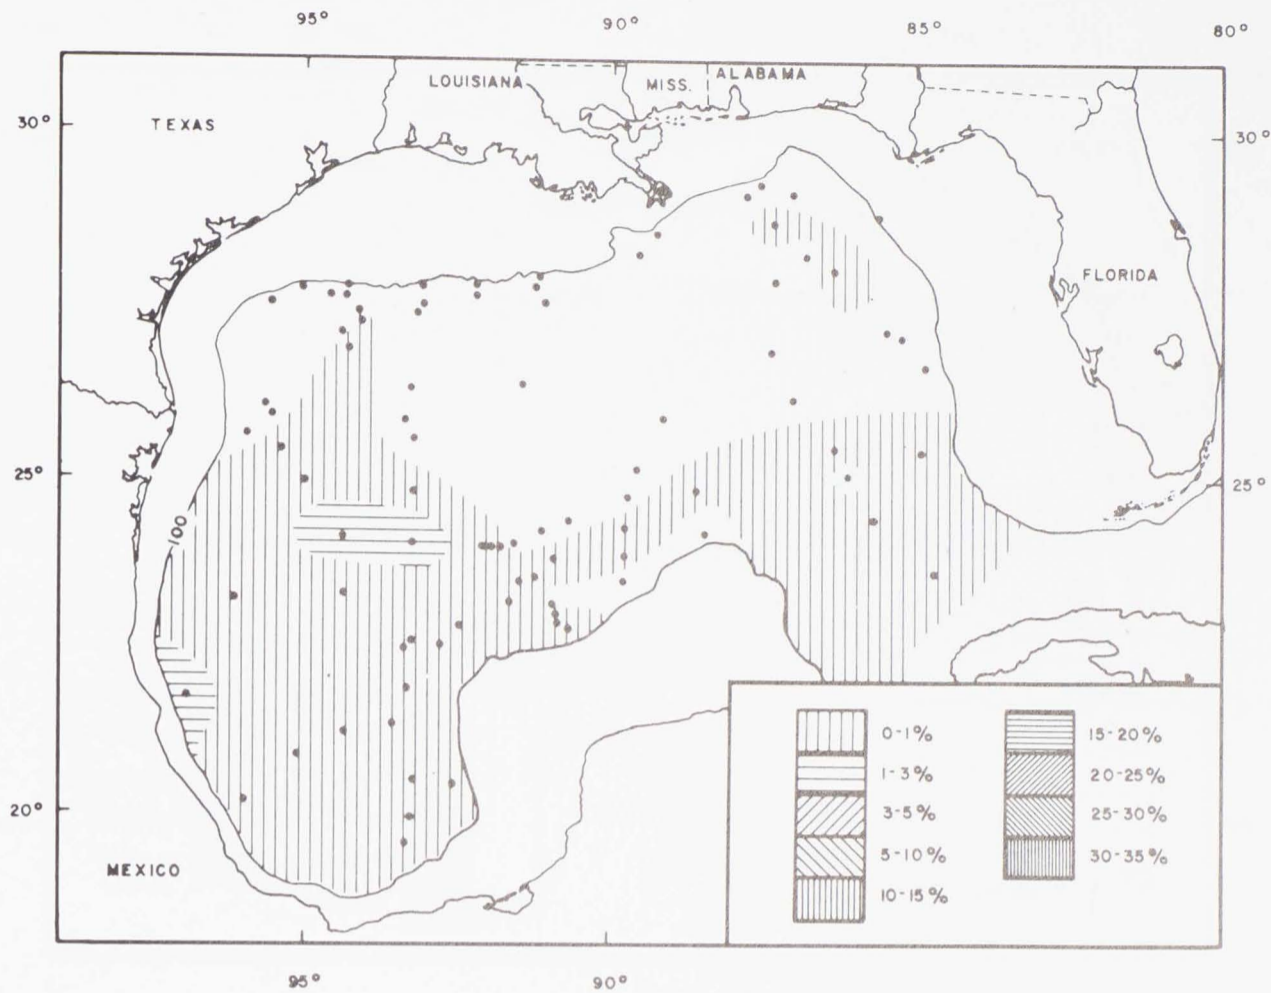 95° 90° 85° 80°
LOUISIANA MISS. ALABAMA
TEXAS
30° 30°
FLORIDA
25° 25°
100
20°
MEXICO
0-1% 15-20%
1-3% 20-25%
3-5% 25-30%
5-10% 30-35%
10-15%
95° 90°